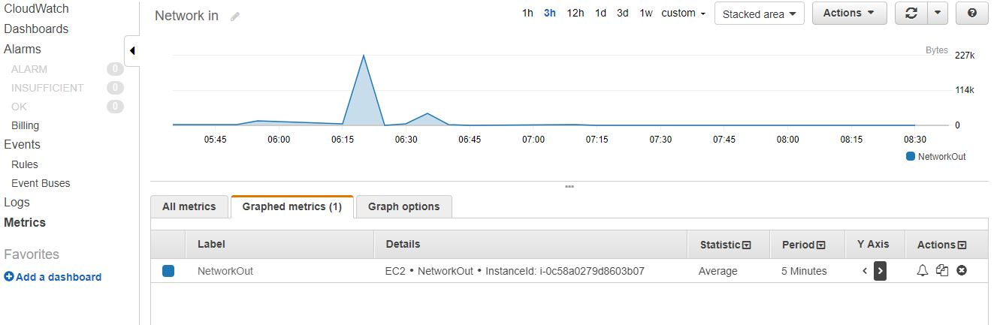 CloudWatch
Dashboards
Alarms
ALARM 0
INSUFFICIENT 0
OK 0
Billing
Events
Rules
Event Buses
Logs
Metrics
Favorites
Add a dashboard
Network in
1h 3h 12h 1d 3d 1w custom
Stacked area
Actions
Bytes
227k
114k
0
05:45 06:00 06:15 06:30 06:45 07:00 07:15 07:30 07:45 08:00 08:15 08:30
NetworkOut
All metrics Graphed metrics (1) Graph options
Label Details Statistic Period Y Axis Actions
NetworkOut EC2 • NetworkOut • InstanceId: i-0c58a0279d8603b07 Average 5 Minutes < >